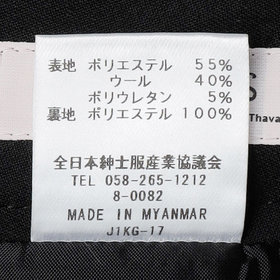 表地 ポリエステル 55%
ウール 40%
ポリウレタン 5%
裏地 ポリエステル 100%
全日本紳士服産業協議会
TEL 058-265-1212
8-0082
MADE IN MYANMAR
J1KG-17
S
Thava